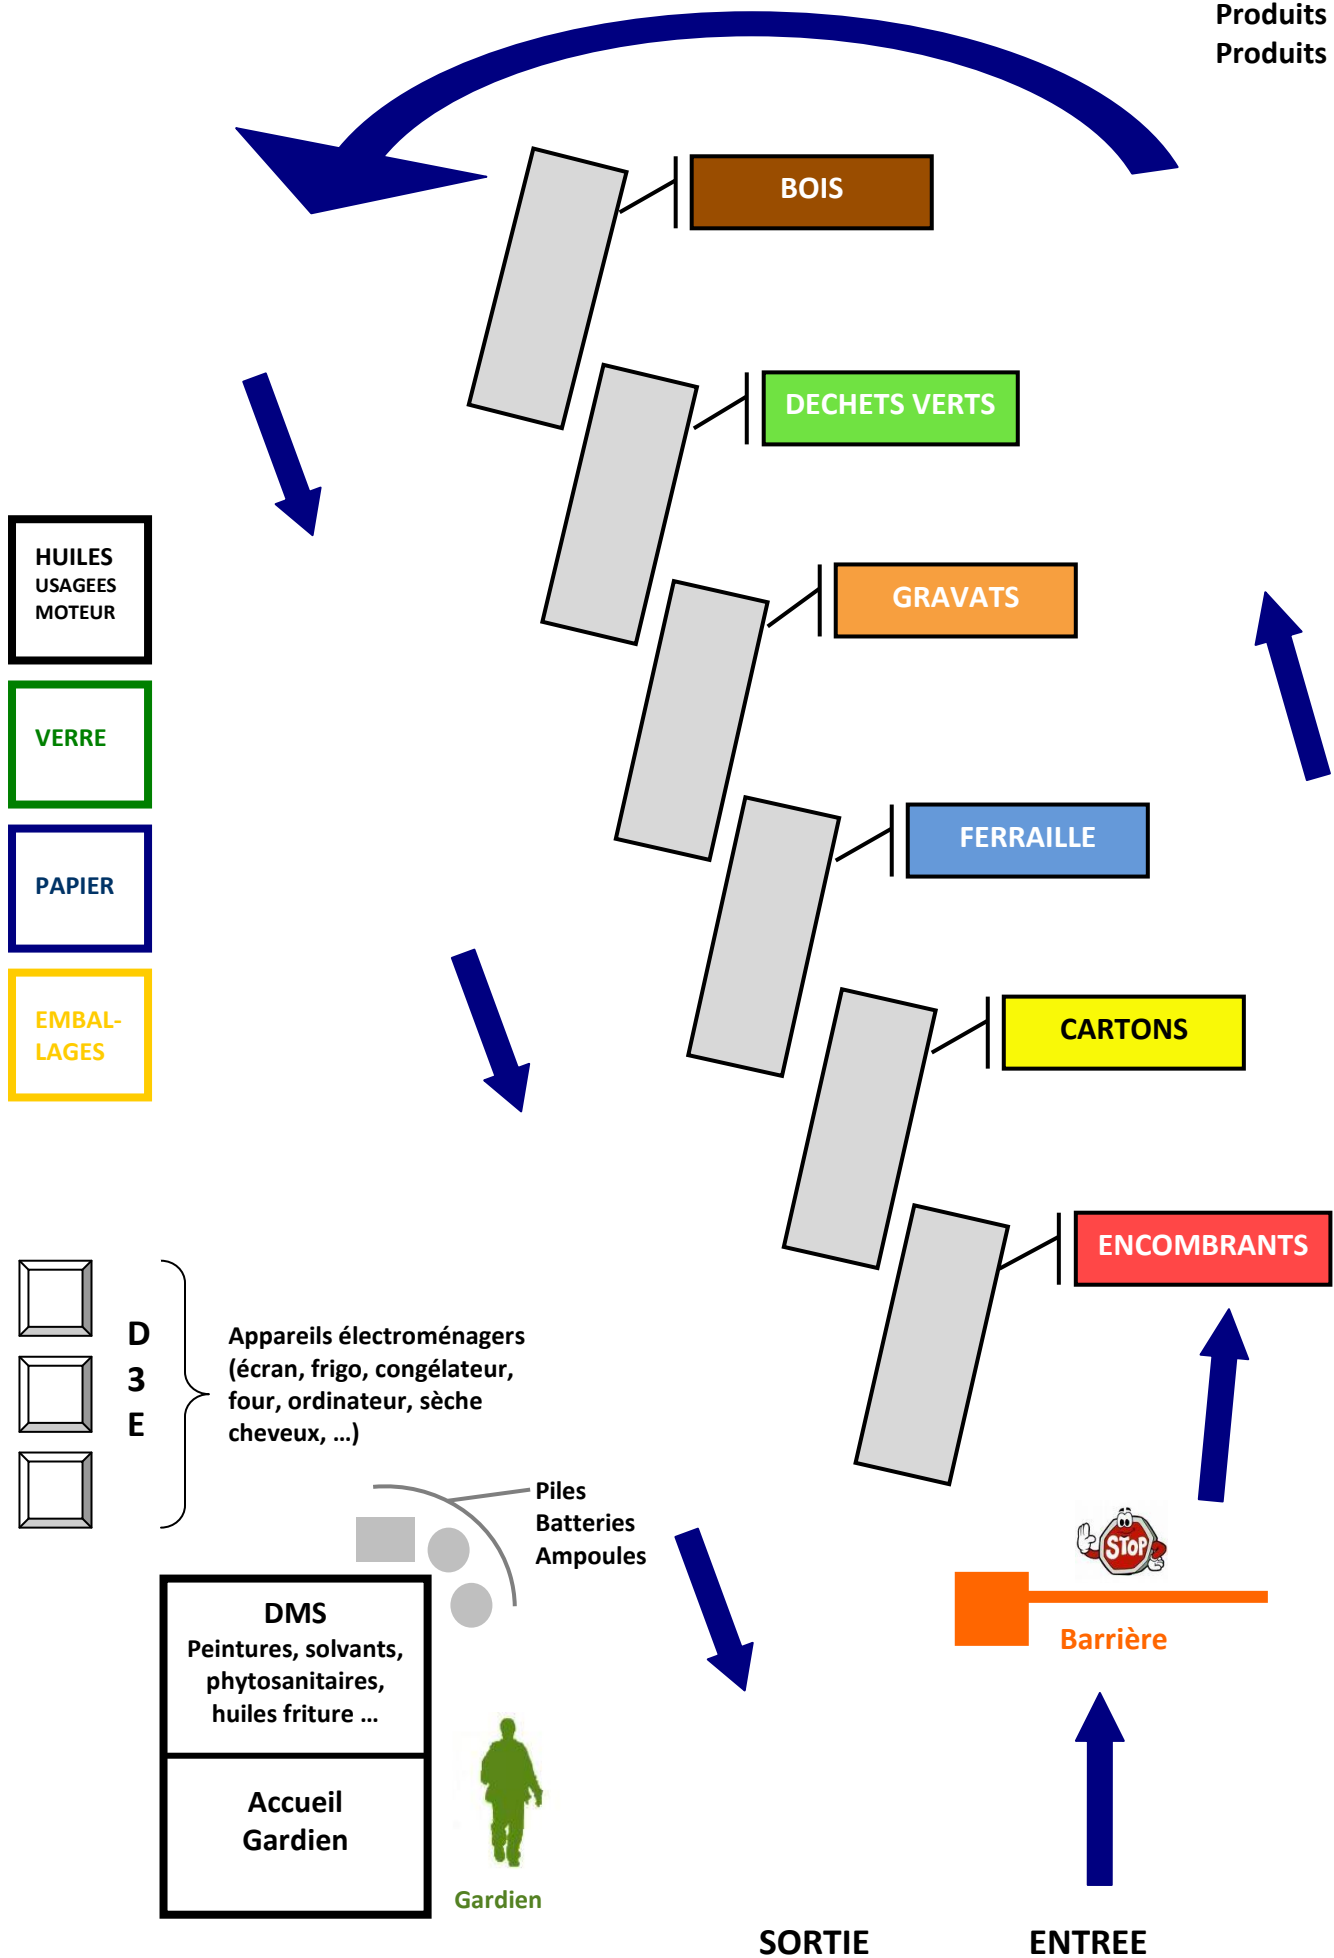 Produits
Produits
BOIS
DECHETS VERTS
HUILES
USAGEES
MOTEUR
GRAVATS
VERRE
FERRAILLE
PAPIER
CARTONS
EMBAL-
LAGES
ENCOMBRANTS
D
3
E
Appareils électroménagers
(écran, frigo, congélateur,
four, ordinateur, sèche
cheveux, …)
Piles
Batteries
Ampoules
STOP
Barrière
DMS
Peintures, solvants,
phytosanitaires,
huiles friture …
Accueil
Gardien
Gardien
SORTIE
ENTREE